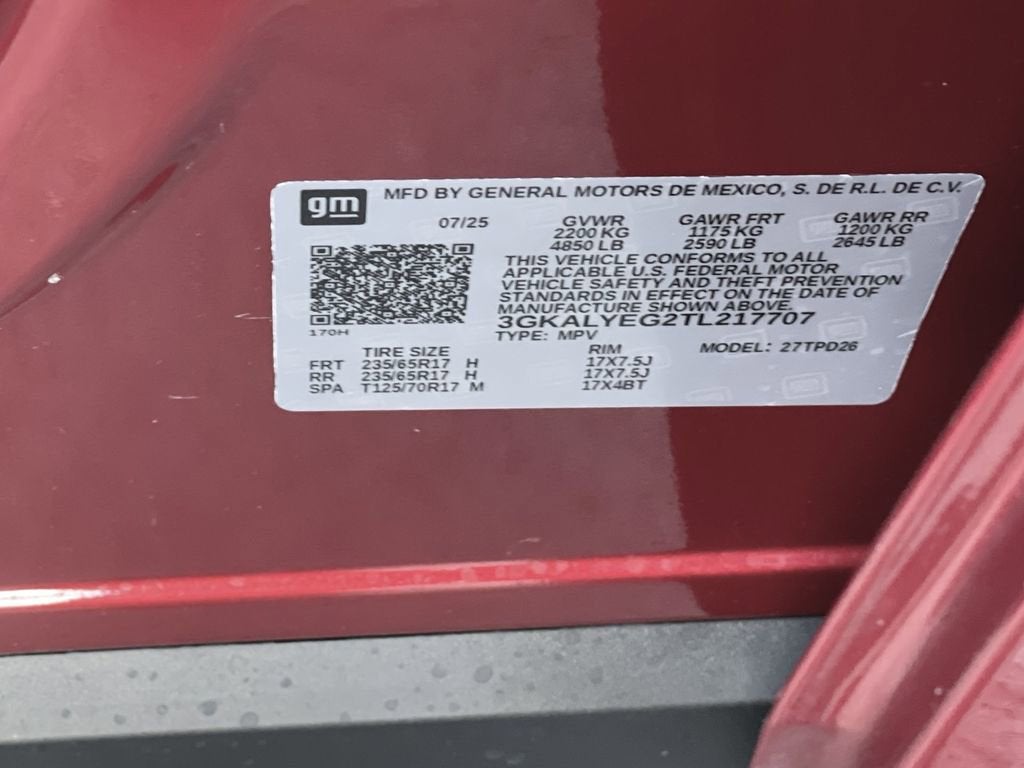 gm MFD BY GENERAL MOTORS DE MEXICO, S. DE R.L. DE C.V.
07/25 GVWR GAWR FRT GAWR RR
2200 KG 1175 KG 1200 KG
4850 LB 2590 LB 2645 LB
THIS VEHICLE CONFORMS TO ALL
APPLICABLE U.S. FEDERAL MOTOR
VEHICLE SAFETY AND THEFT PREVENTION
STANDARDS IN EFFECT ON THE DATE OF
MANUFACTURE SHOWN ABOVE.
3GKALYEG2TL217707
170H
TYPE: MPV
TIRE SIZE RIM MODEL: 27TPD26
FRT 235/65R17 H 17X7.5J
RR 235/65R17 H 17X7.5J
SPA T125/70R17 M 17X4BT